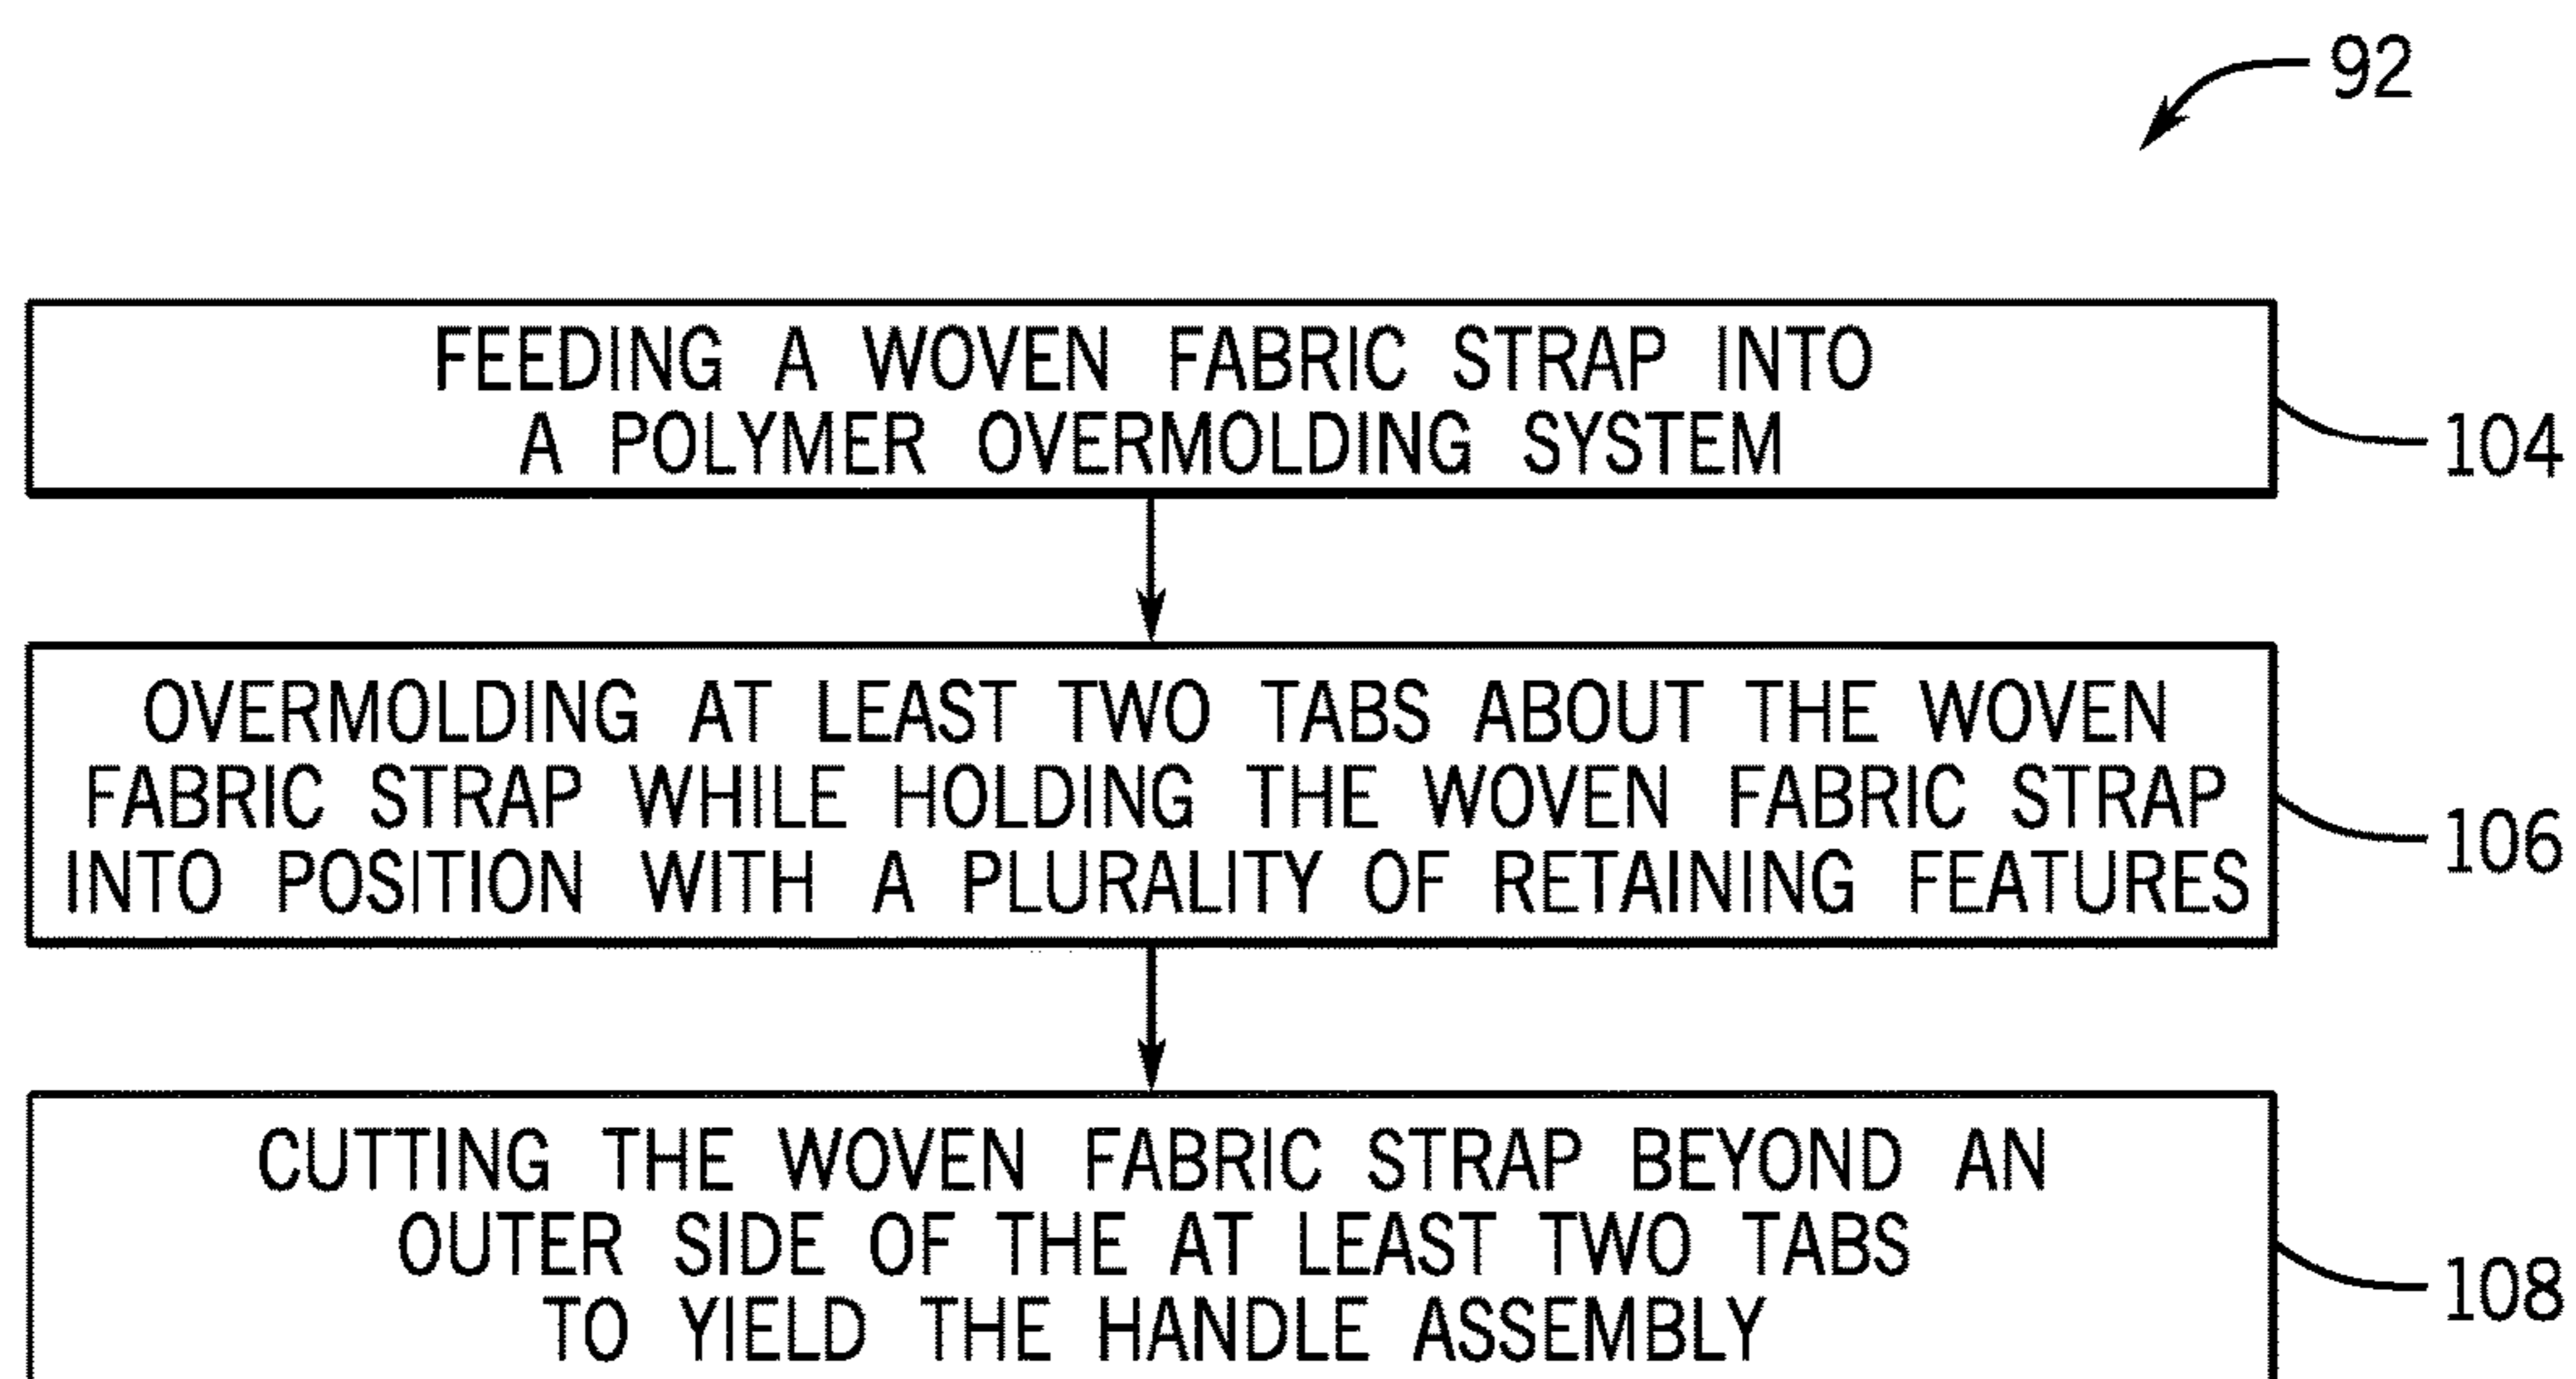 92
FEEDING A WOVEN FABRIC STRAP INTO
A POLYMER OVERMOLDING SYSTEM
104
OVERMOLDING AT LEAST TWO TABS ABOUT THE WOVEN
FABRIC STRAP WHILE HOLDING THE WOVEN FABRIC STRAP
INTO POSITION WITH A PLURALITY OF RETAINING FEATURES
106
CUTTING THE WOVEN FABRIC STRAP BEYOND AN
OUTER SIDE OF THE AT LEAST TWO TABS
TO YIELD THE HANDLE ASSEMBLY
108